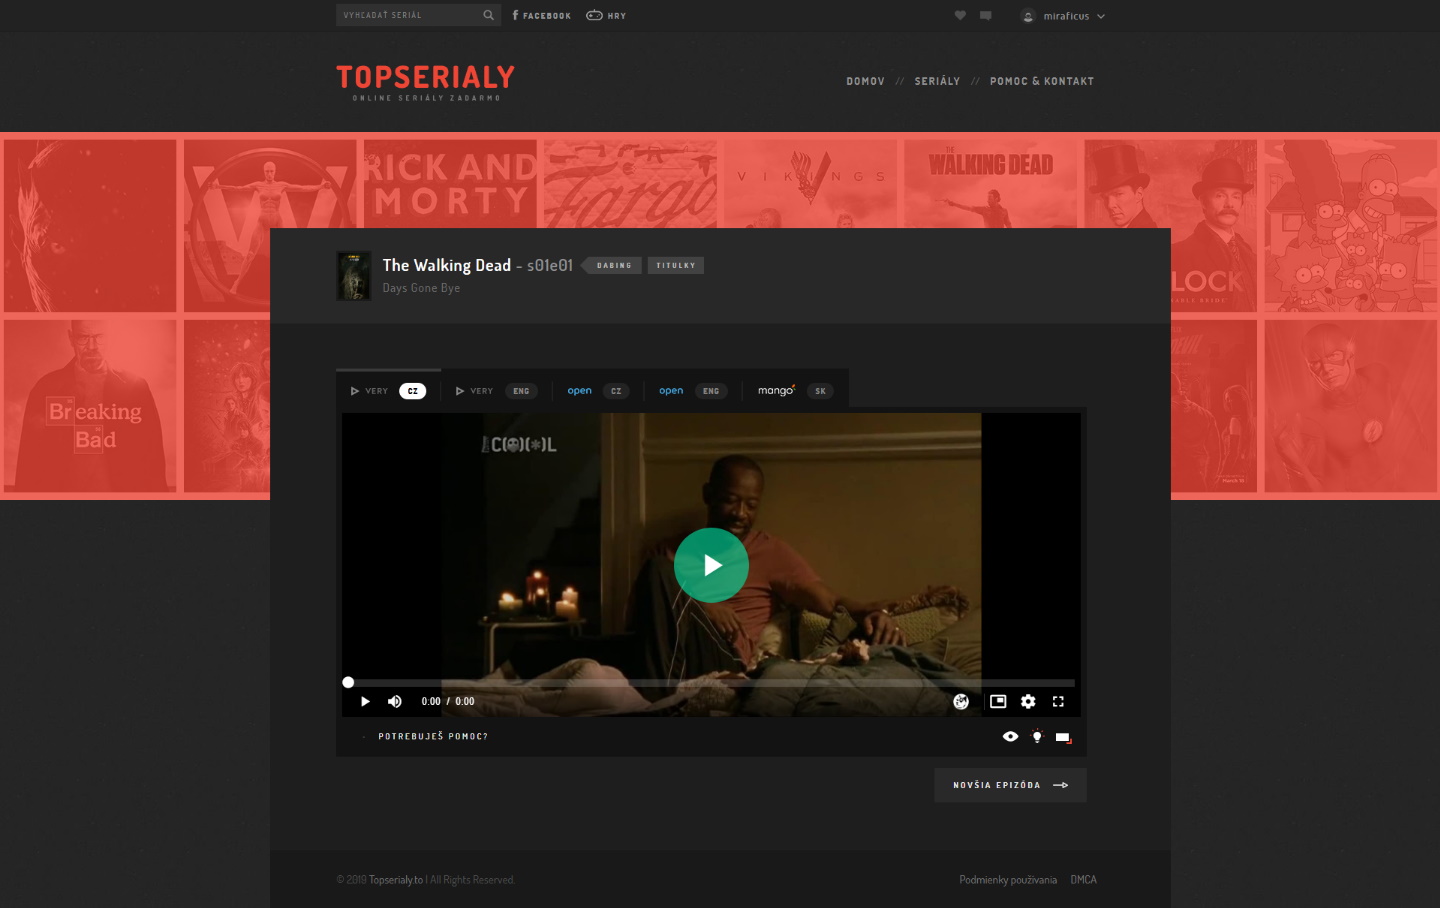 VYHĽADAŤ SERIÁL
FACEBOOK
HRY
miraficus
TOPSERIALY
ONLINE SERIÁLY ZADARMO
DOMOV // SERIÁLY // POMOC & KONTAKT
RICK AND
MORTY
Fargo
VIKINGS
THE
WALKING DEAD
LOCK
Breaking
Bad
The Walking Dead - s01e01
DABING
TITULKY
Days Gone Bye
VERY CZ
VERY ENG
open CZ
open ENG
mango SK
COOL
0:00 / 0:00
POTREBUJEŠ POMOC?
NOVŠIA EPIZÓDA
© 2019 Topserialy.to | All Rights Reserved.
Podmienky používania
DMCA